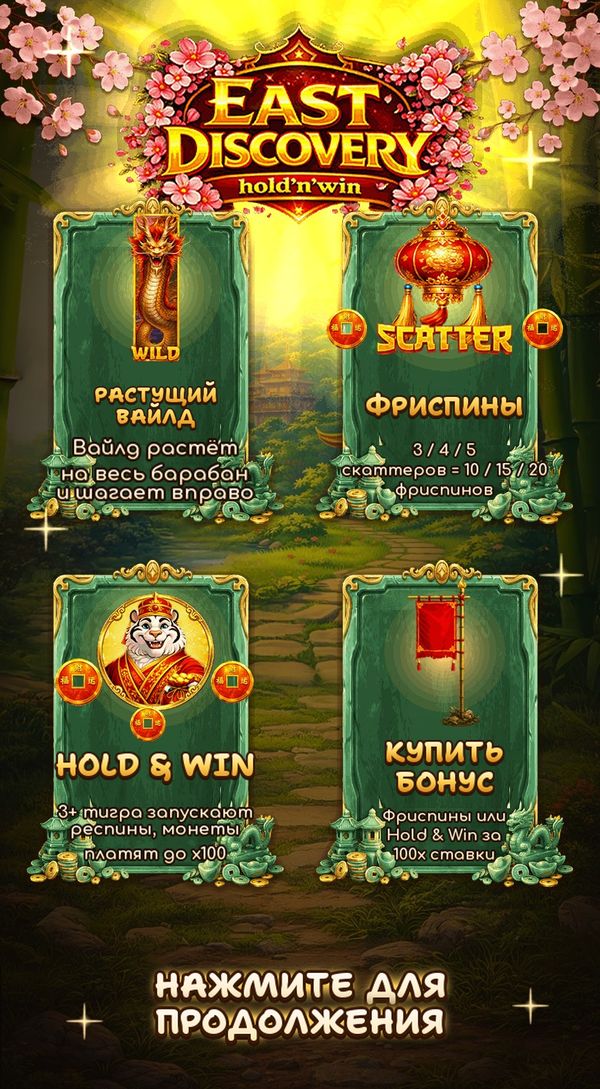 EAST
DISCOVERY
hold'n'win
WILD
РАСТУЩИЙ
ВАЙЛД
Вайлд растёт
на весь барабан
и шагает вправо
SCATTER
ФРИСПИНЫ
3 / 4 / 5
скаттеров = 10 / 15 / 20
фриспинов
HOLD & WIN
3+ тигра запускают
респины, монеты
платят до x100
КУПИТЬ
БОНУС
Фриспины или
Hold & Win за
100x ставки
НАЖМИТЕ ДЛЯ
ПРОДОЛЖЕНИЯ